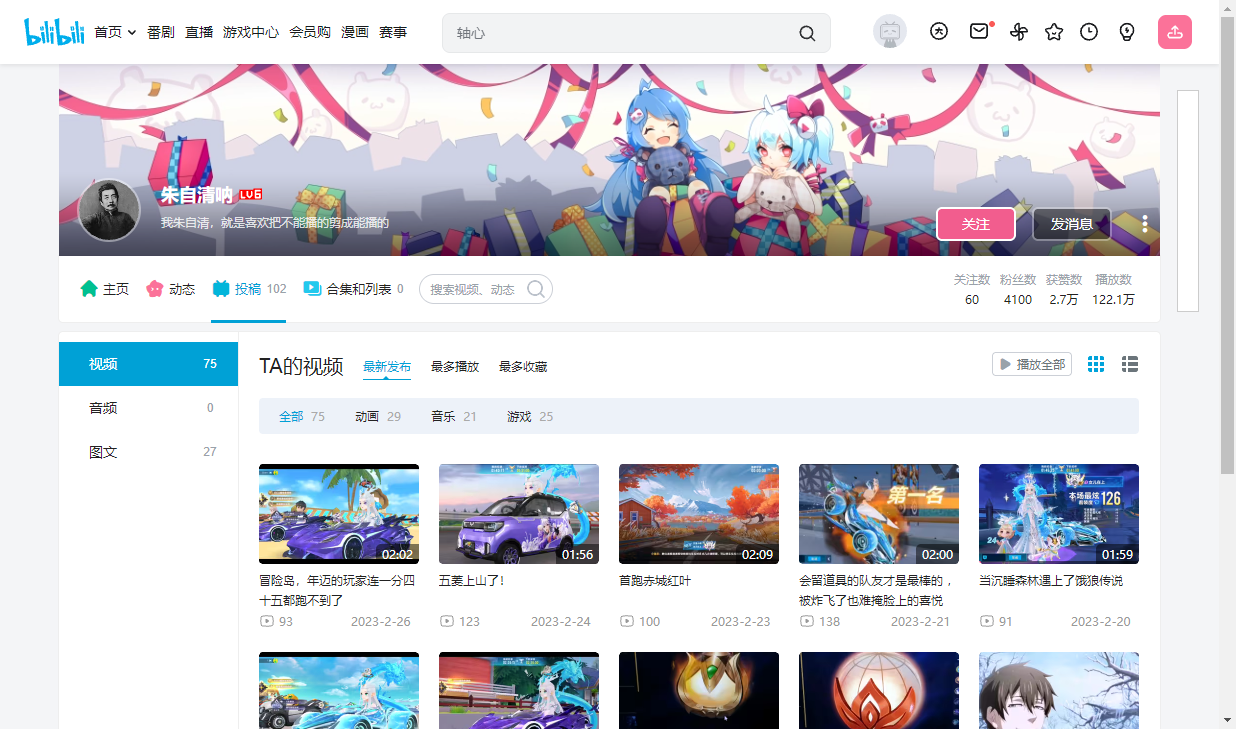 bilibili 首页 番剧 直播 游戏中心 会员购 漫画 赛事
轴心
朱自清呐 LV6
我朱自清，就是喜欢把不能播的剪成能播的
关注 发消息
主页 动态 投稿 102 合集和列表 0 搜索视频、动态
关注数 粉丝数 获赞数 播放数
60 4100 2.7万 122.1万
视频 75
音频 0
图文 27
TA的视频 最新发布 最多播放 最多收藏 播放全部
全部 75 动画 29 音乐 21 游戏 25
第一名
本场最炫 126
02:02 01:56 02:09 02:00 01:59
冒险岛，年迈的玩家连一分四十五都跑不到了
93 2023-2-26
五菱上山了！
123 2023-2-24
首跑赤城红叶
100 2023-2-23
会留道具的队友才是最棒的，被炸飞了也难掩脸上的喜悦
138 2023-2-21
当沉睡森林遇上了饿狼传说
91 2023-2-20